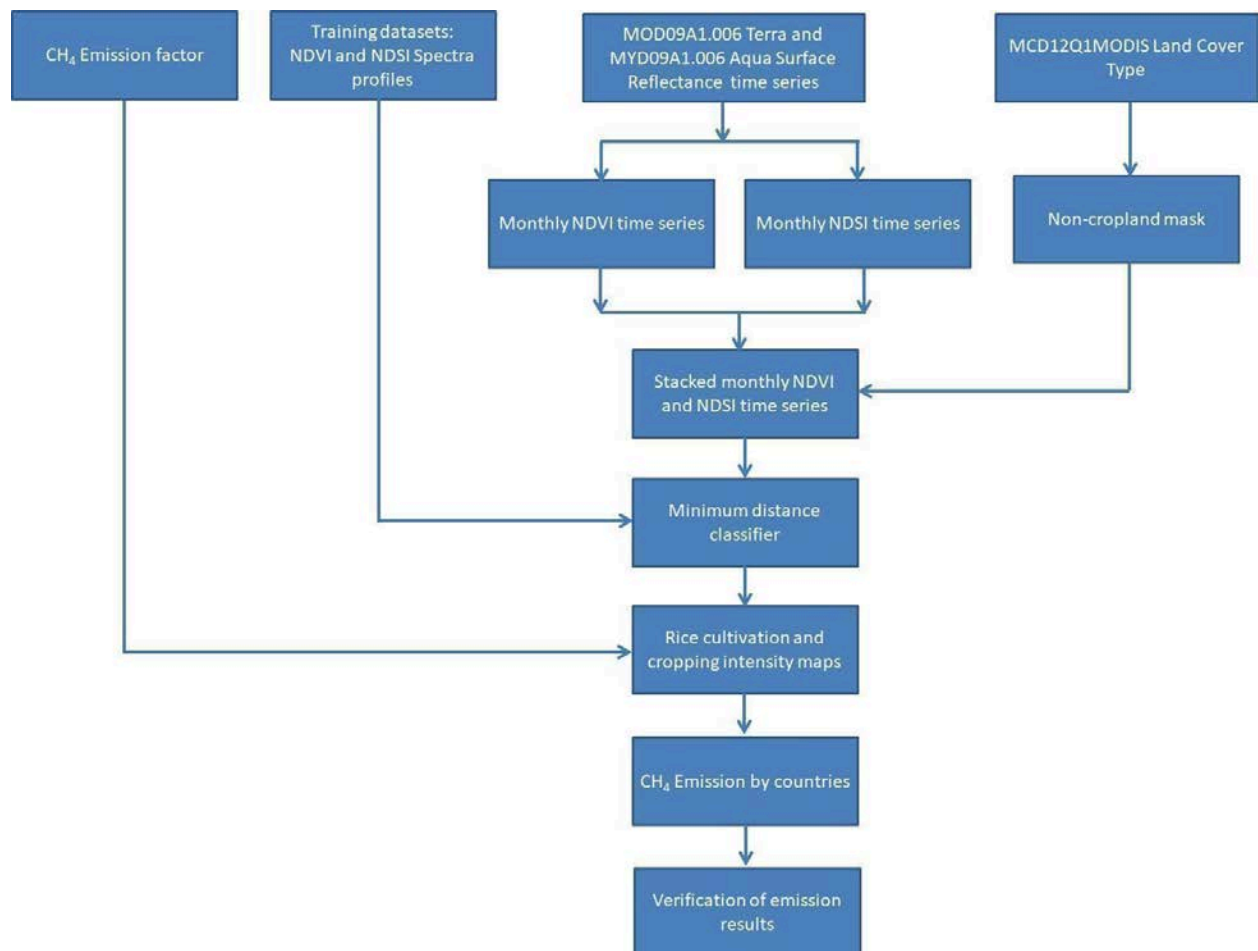 CH₄ Emission factor
Training datasets:
NDVI and NDSI Spectra
profiles
MOD09A1.006 Terra and
MYD09A1.006 Aqua Surface
Reflectance time series
MCD12Q1MODIS Land Cover
Type
Monthly NDVI time series
Monthly NDSI time series
Non-cropland mask
Stacked monthly NDVI
and NDSI time series
Minimum distance
classifier
Rice cultivation and
cropping intensity maps
CH₄ Emission by countries
Verification of emission
results